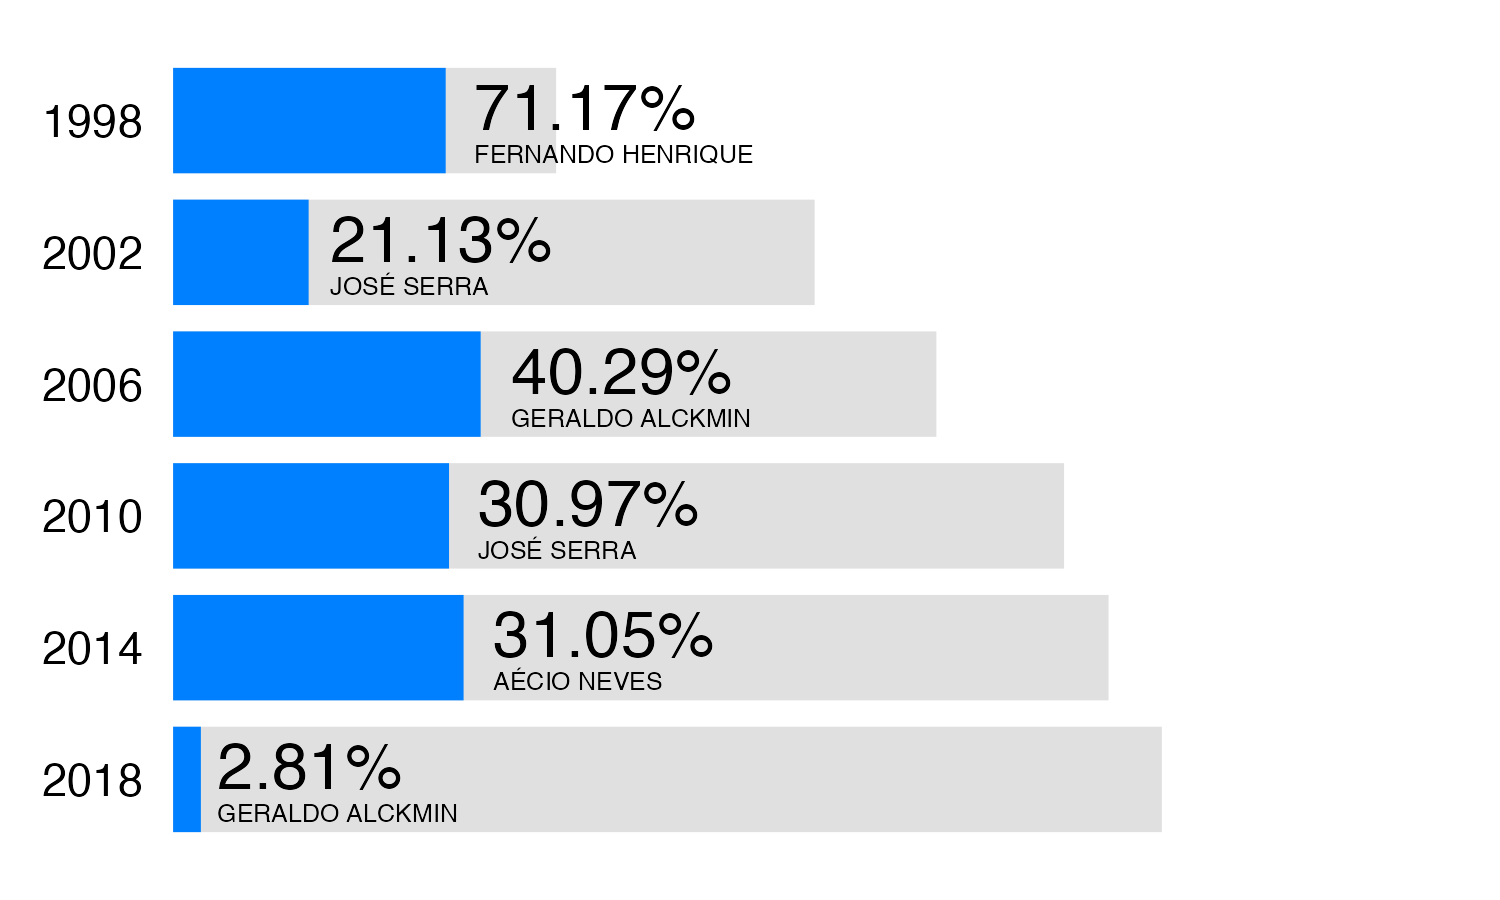 1998
71.17%
FERNANDO HENRIQUE
2002
21.13%
JOSÉ SERRA
2006
40.29%
GERALDO ALCKMIN
2010
30.97%
JOSÉ SERRA
2014
31.05%
AÉCIO NEVES
2018
2.81%
GERALDO ALCKMIN